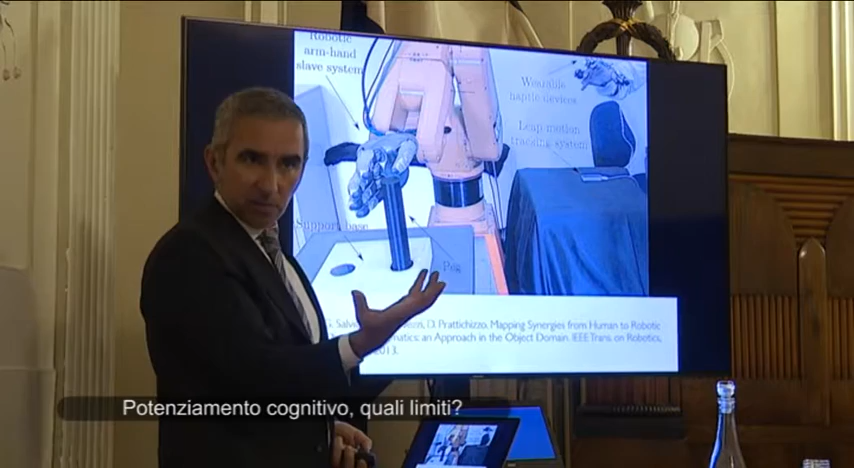 Robotic
arm-hand
slave system
Wearable
haptic devices
Leap motion
tracking system
Support base
Peg
D. Prattichizzo. Mapping Synergies from Human to Robotic
an Approach in the Object Domain. IEEE Trans. on Robotics,
2013.
Potenziamento cognitivo, quali limiti?